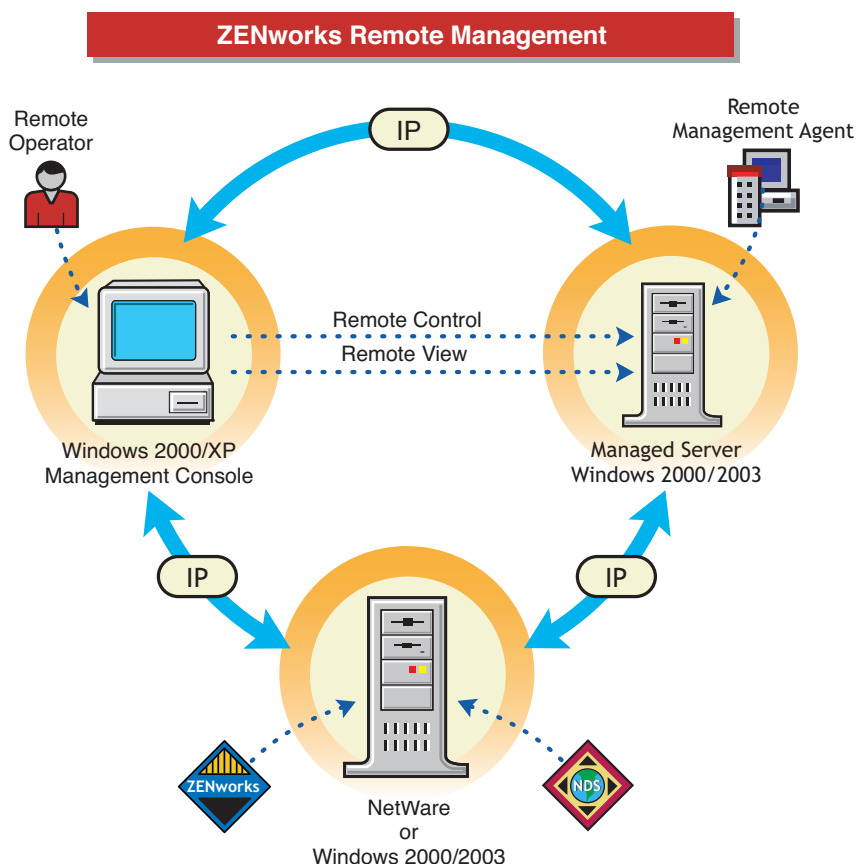 ZENworks Remote Management
IP
Remote
Operator
Remote
Management Agent
Remote Control
Remote View
Windows 2000/XP
Management Console
Managed Server
Windows 2000/2003
IP
IP
ZENworks
NDS
NetWare
or
Windows 2000/2003